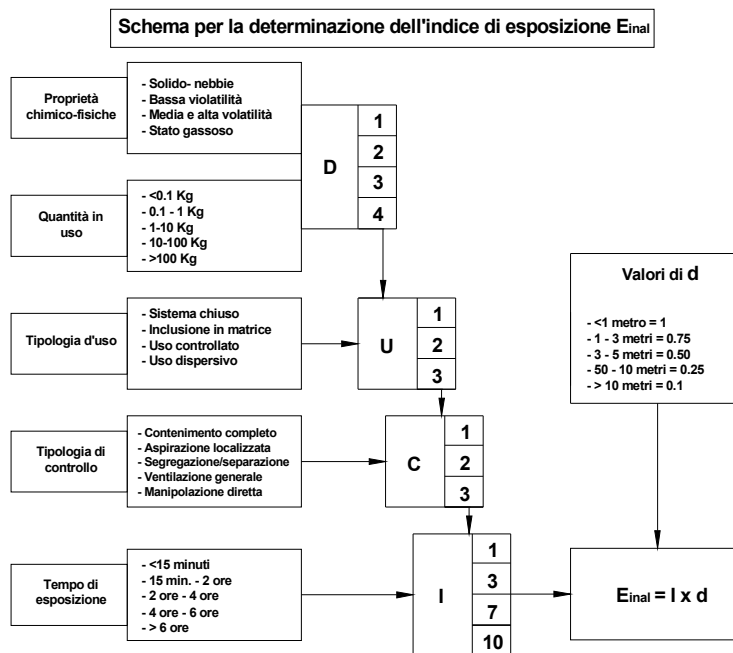 Schema per la determinazione dell'indice di esposizione Einal
Proprietà
chimico-fisiche
- Solido- nebbie
- Bassa violatilità
- Media e alta volatilità
- Stato gassoso
D
1
2
3
4
Quantità in
uso
- <0.1 Kg
- 0.1 - 1 Kg
- 1-10 Kg
- 10-100 Kg
- >100 Kg
Tipologia d'uso
- Sistema chiuso
- Inclusione in matrice
- Uso controllato
- Uso dispersivo
U
1
2
3
Valori di d
- <1 metro = 1
- 1 - 3 metri = 0.75
- 3 - 5 metri = 0.50
- 50 - 10 metri = 0.25
- > 10 metri = 0.1
Tipologia di
controllo
- Contenimento completo
- Aspirazione localizzata
- Segregazione/separazione
- Ventilazione generale
- Manipolazione diretta
C
1
2
3
Tempo di
esposizione
- <15 minuti
- 15 min. - 2 ore
- 2 ore - 4 ore
- 4 ore - 6 ore
- > 6 ore
I
1
3
7
10
Einal = I x d